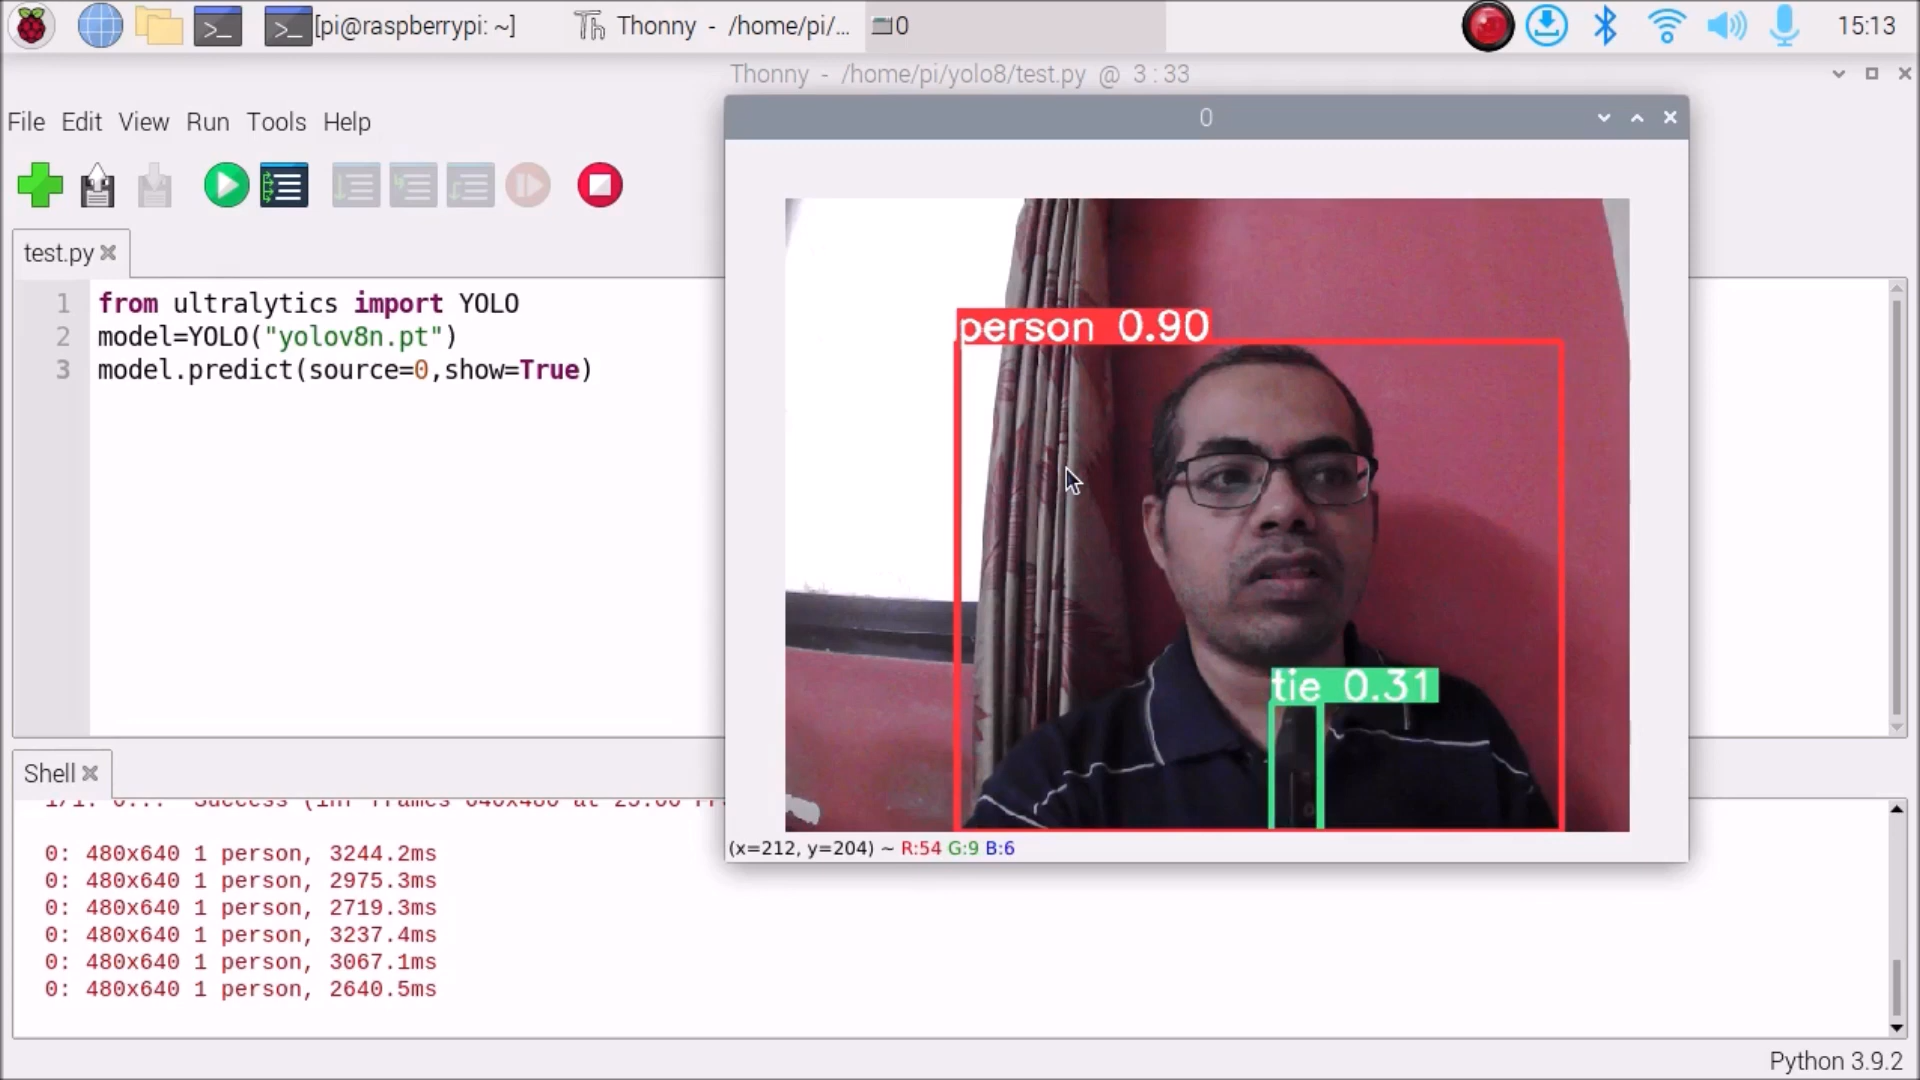 [pi@raspberrypi: ~]
Thonny - /home/pi/...
0
15:13
Thonny - /home/pi/yolo8/test.py @ 3 : 33
File Edit View Run Tools Help
test.py
1 from ultralytics import YOLO
2 model=YOLO("yolov8n.pt")
3 model.predict(source=0,show=True)
0
person 0.90
tie 0.31
(x=212, y=204) ~ R:54 G:9 B:6
Shell
0: 480x640 1 person, 3244.2ms
0: 480x640 1 person, 2975.3ms
0: 480x640 1 person, 2719.3ms
0: 480x640 1 person, 3237.4ms
0: 480x640 1 person, 3067.1ms
0: 480x640 1 person, 2640.5ms
Python 3.9.2